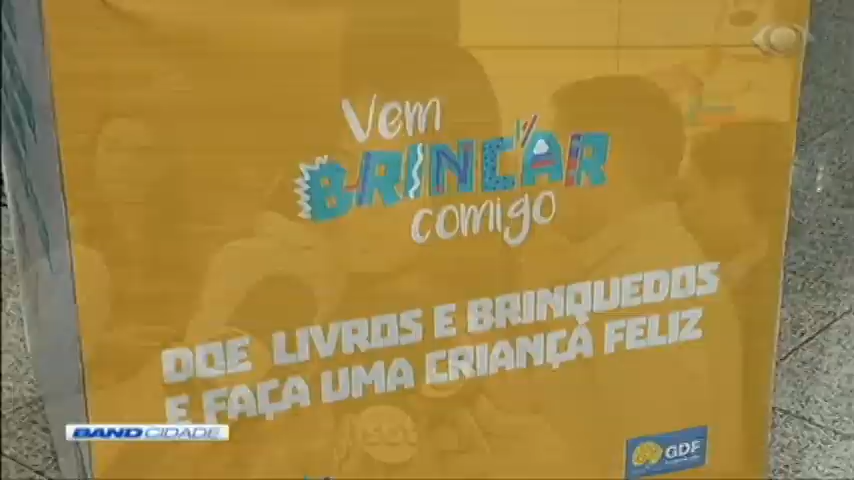 Vem
BRINCAR
comigo
DOE LIVROS E BRINQUEDOS
E FAÇA UMA CRIANÇA FELIZ
BAND CIDADE
GDF